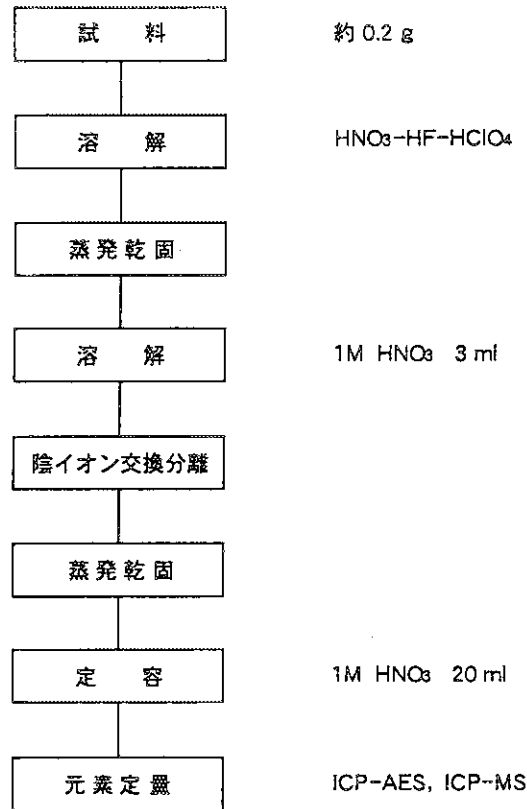 試料 約0.2 g
溶解 HNO₃-HF-HClO₄
蒸発乾固
溶解 1M HNO₃ 3 ml
陰イオン交換分離
蒸発乾固
定容 1M HNO₃ 20 ml
元素定量 ICP-AES, ICP-MS